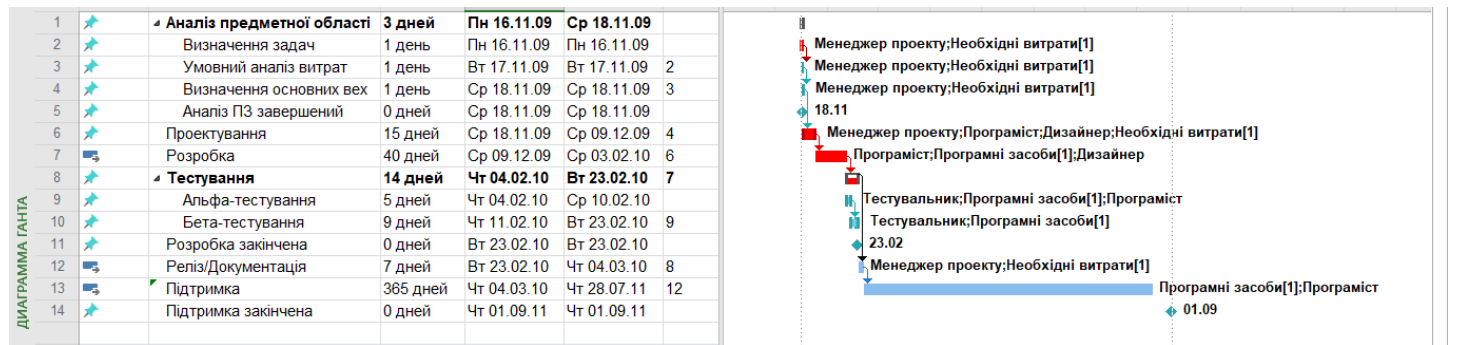 ДИАГРАММА ГАНТА
1 Аналіз предметної області 3 дней Пн 16.11.09 Ср 18.11.09
2 Визначення задач 1 день Пн 16.11.09 Пн 16.11.09 Менеджер проекту;Необхідні витрати[1]
3 Умовний аналіз витрат 1 день Вт 17.11.09 Вт 17.11.09 2 Менеджер проекту;Необхідні витрати[1]
4 Визначення основних вех 1 день Ср 18.11.09 Ср 18.11.09 3 Менеджер проекту;Необхідні витрати[1]
5 Аналіз ПЗ завершений 0 дней Ср 18.11.09 Ср 18.11.09 18.11
6 Проектування 15 дней Ср 18.11.09 Ср 09.12.09 4 Менеджер проекту;Програміст;Дизайнер;Необхідні витрати[1]
7 Розробка 40 дней Ср 09.12.09 Ср 03.02.10 6 Програміст;Програмні засоби[1];Дизайнер
8 Тестування 14 дней Чт 04.02.10 Вт 23.02.10 7
9 Альфа-тестування 5 дней Чт 04.02.10 Ср 10.02.10 Тестувальник;Програмні засоби[1];Програміст
10 Бета-тестування 9 дней Чт 11.02.10 Вт 23.02.10 9 Тестувальник;Програмні засоби[1]
11 Розробка закінчена 0 дней Вт 23.02.10 Вт 23.02.10 23.02
12 Реліз/Документація 7 дней Вт 23.02.10 Чт 04.03.10 8 Менеджер проекту;Необхідні витрати[1]
13 Підтримка 365 дней Чт 04.03.10 Чт 28.07.11 12 Програмні засоби[1];Програміст
14 Підтримка закінчена 0 дней Чт 01.09.11 Чт 01.09.11 01.09